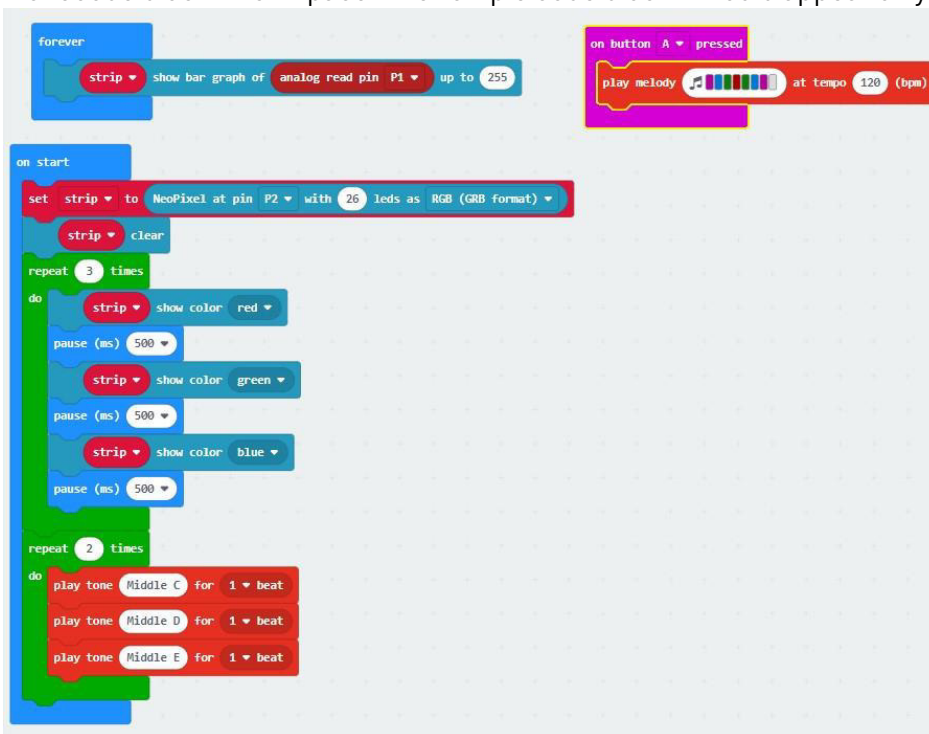 forever
strip show bar graph of analog read pin P1 up to 255
on button A pressed
play melody at tempo 120 (bpm)
on start
set strip to NeoPixel at pin P2 with 26 leds as RGB (GRB format)
strip clear
repeat 3 times
do
strip show color red
pause (ms) 500
strip show color green
pause (ms) 500
strip show color blue
pause (ms) 500
repeat 2 times
do
play tone Middle C for 1 beat
play tone Middle D for 1 beat
play tone Middle E for 1 beat